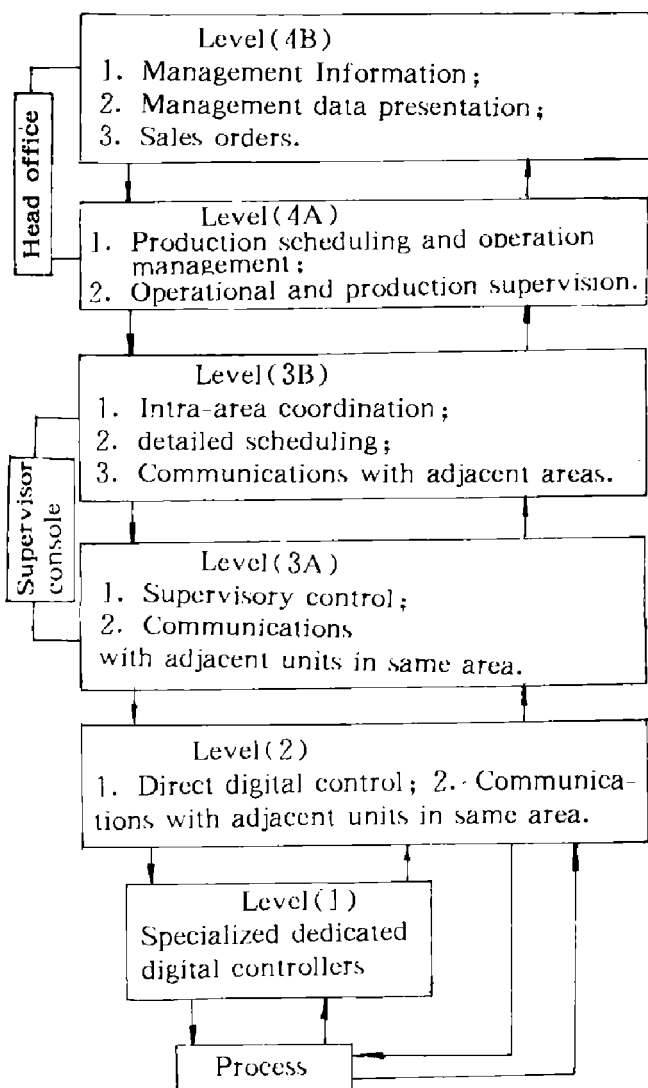 Level(4B)
1. Management Information;
2. Management data presentation;
3. Sales orders.
Head office
Level(4A)
1. Production scheduling and operation
management;
2. Operational and production supervision.
Level(3B)
1. Intra-area coordination;
2. detailed scheduling;
3. Communications with adjacent areas.
Supervisor
console
Level(3A)
1. Supervisory control;
2. Communications
with adjacent units in same area.
Level(2)
1. Direct digital control; 2. Communica-
tions with adjacent units in same area.
Level(1)
Specialized dedicated
digital controllers
Process